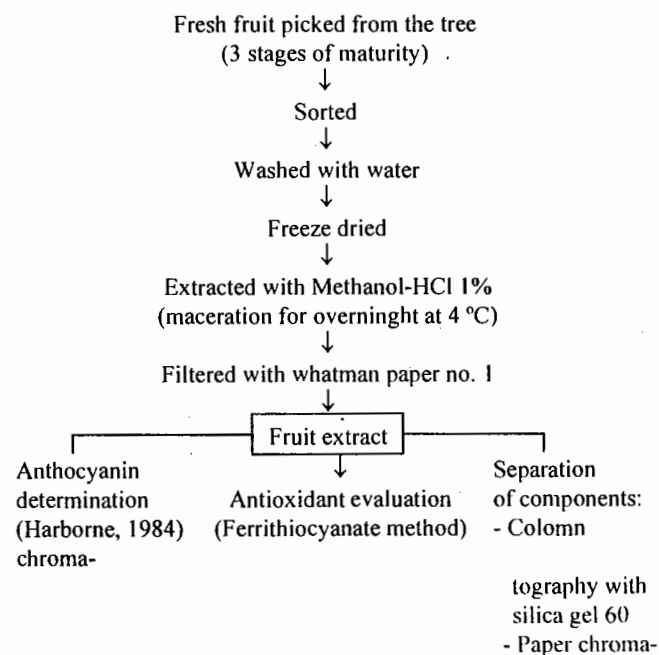 Fresh fruit picked from the tree
(3 stages of maturity)
↓
Sorted
↓
Washed with water
↓
Freeze dried
↓
Extracted with Methanol-HCl 1%
(maceration for overninght at 4 °C)
↓
Filtered with whatman paper no. 1
↓
Fruit extract
Anthocyanin
determination
(Harborne, 1984)
chroma-
↓
Antioxidant evaluation
(Ferrithiocyanate method)
Separation
of components:
- Colomn
tography with
silica gel 60
- Paper chroma-